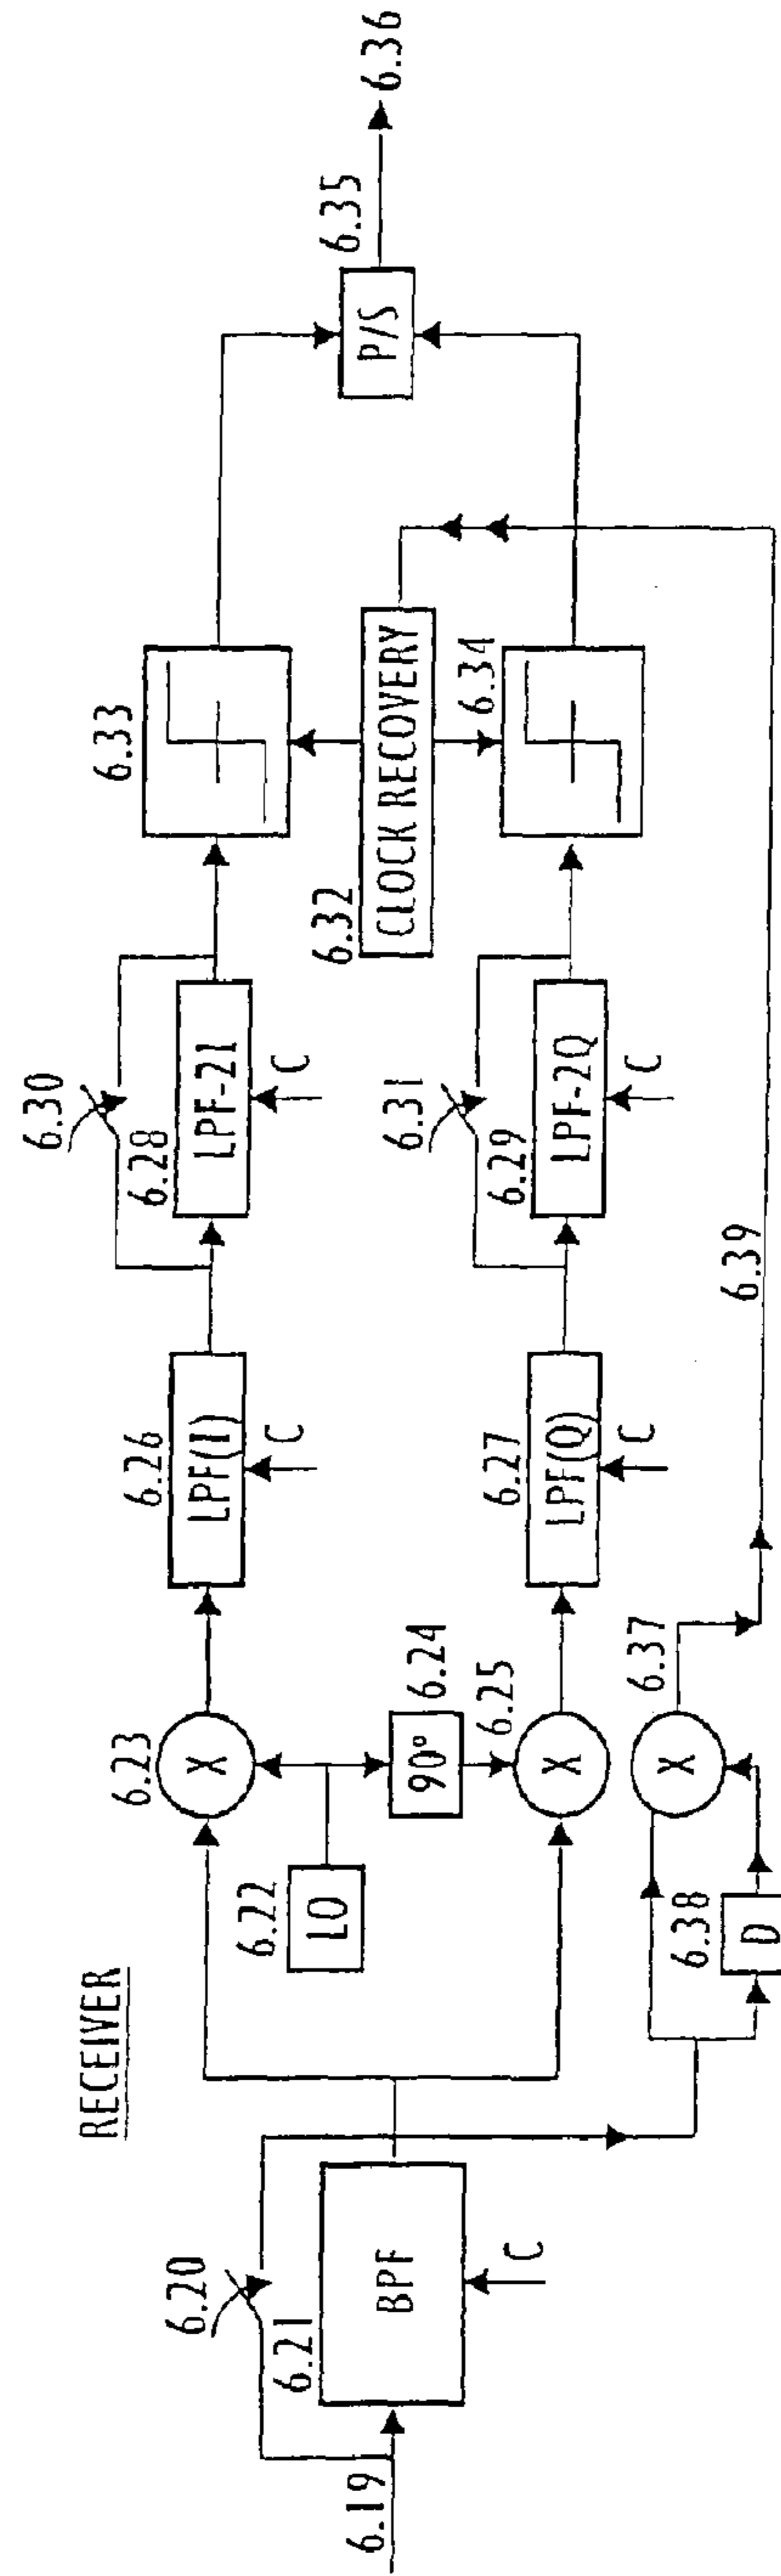 RECEIVER
6.19
6.20
6.21
BPF
C
6.22
LO
6.23
X
6.24
90°
6.25
X
6.26
LPF(I)
C
6.27
LPF(Q)
C
6.28
LPF-2I
C
6.30
6.29
LPF-2Q
C
6.31
6.32
CLOCK RECOVERY
6.33
6.34
6.35
P/S
6.36
6.37
X
6.38
D
6.39